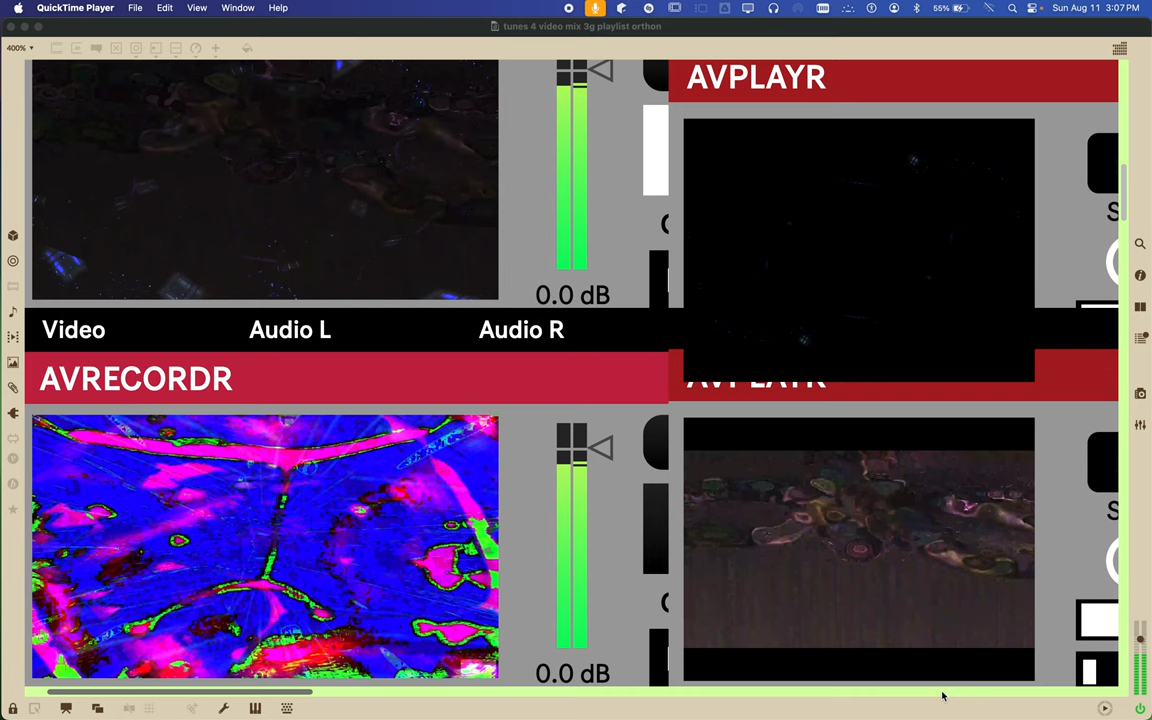 QuickTime Player File Edit View Window Help
55% Sun Aug 11 3:07 PM
tunes 4 video mix 3g playlist orthon
400%
AVPLAYR
0.0 dB
Video Audio L Audio R
AVRECORDR
0.0 dB